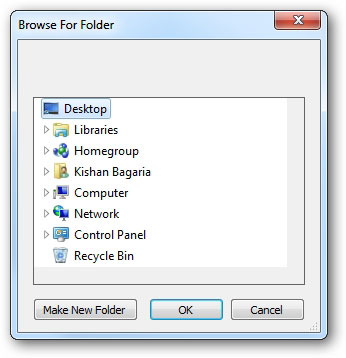 Browse For Folder
Desktop
Libraries
Homegroup
Kishan Bagaria
Computer
Network
Control Panel
Recycle Bin
Make New Folder
OK
Cancel